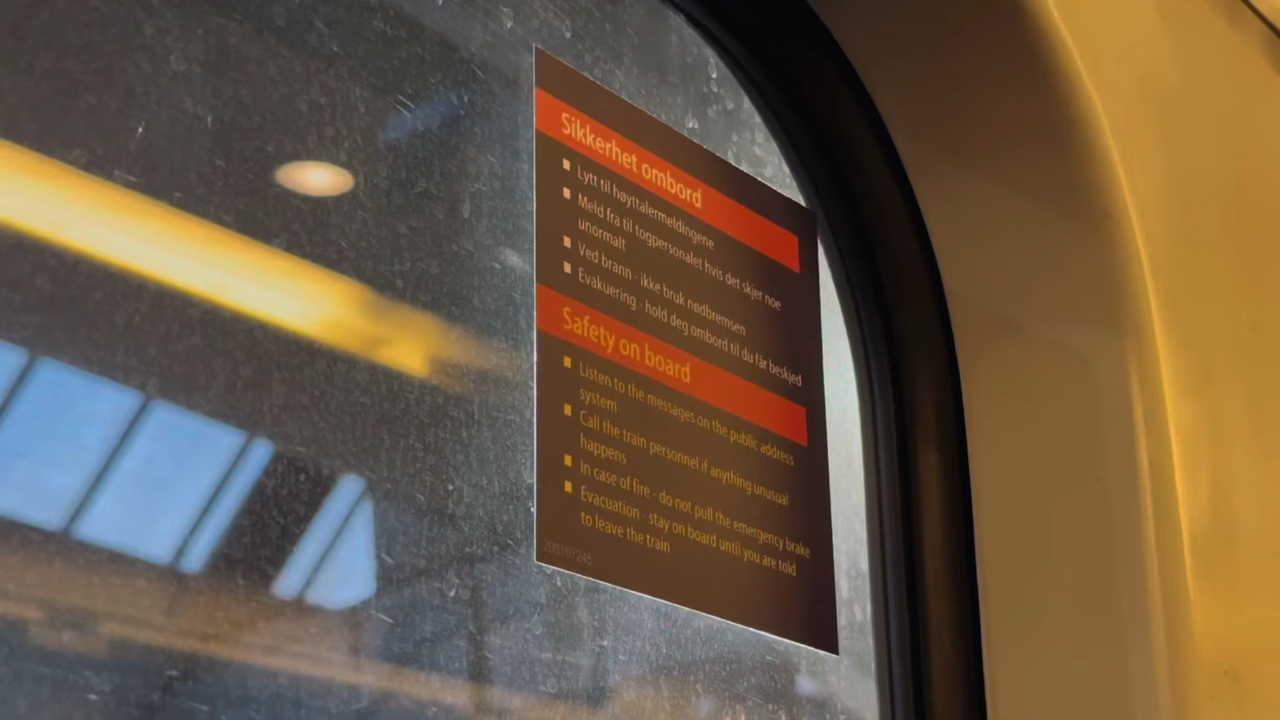 Sikkerhet ombord
Lytt til høyttalermeldingene
Meld fra til togpersonalet hvis det skjer noe
unormalt
Ved brann - ikke bruk nødbremsen
Evakuering - hold deg ombord til du får beskjed
Safety on board
Listen to the messages on the public address
system
Call the train personnel if anything unusual
happens
In case of fire - do not pull the emergency brake
Evacuation - stay on board until you are told
to leave the train
200107245